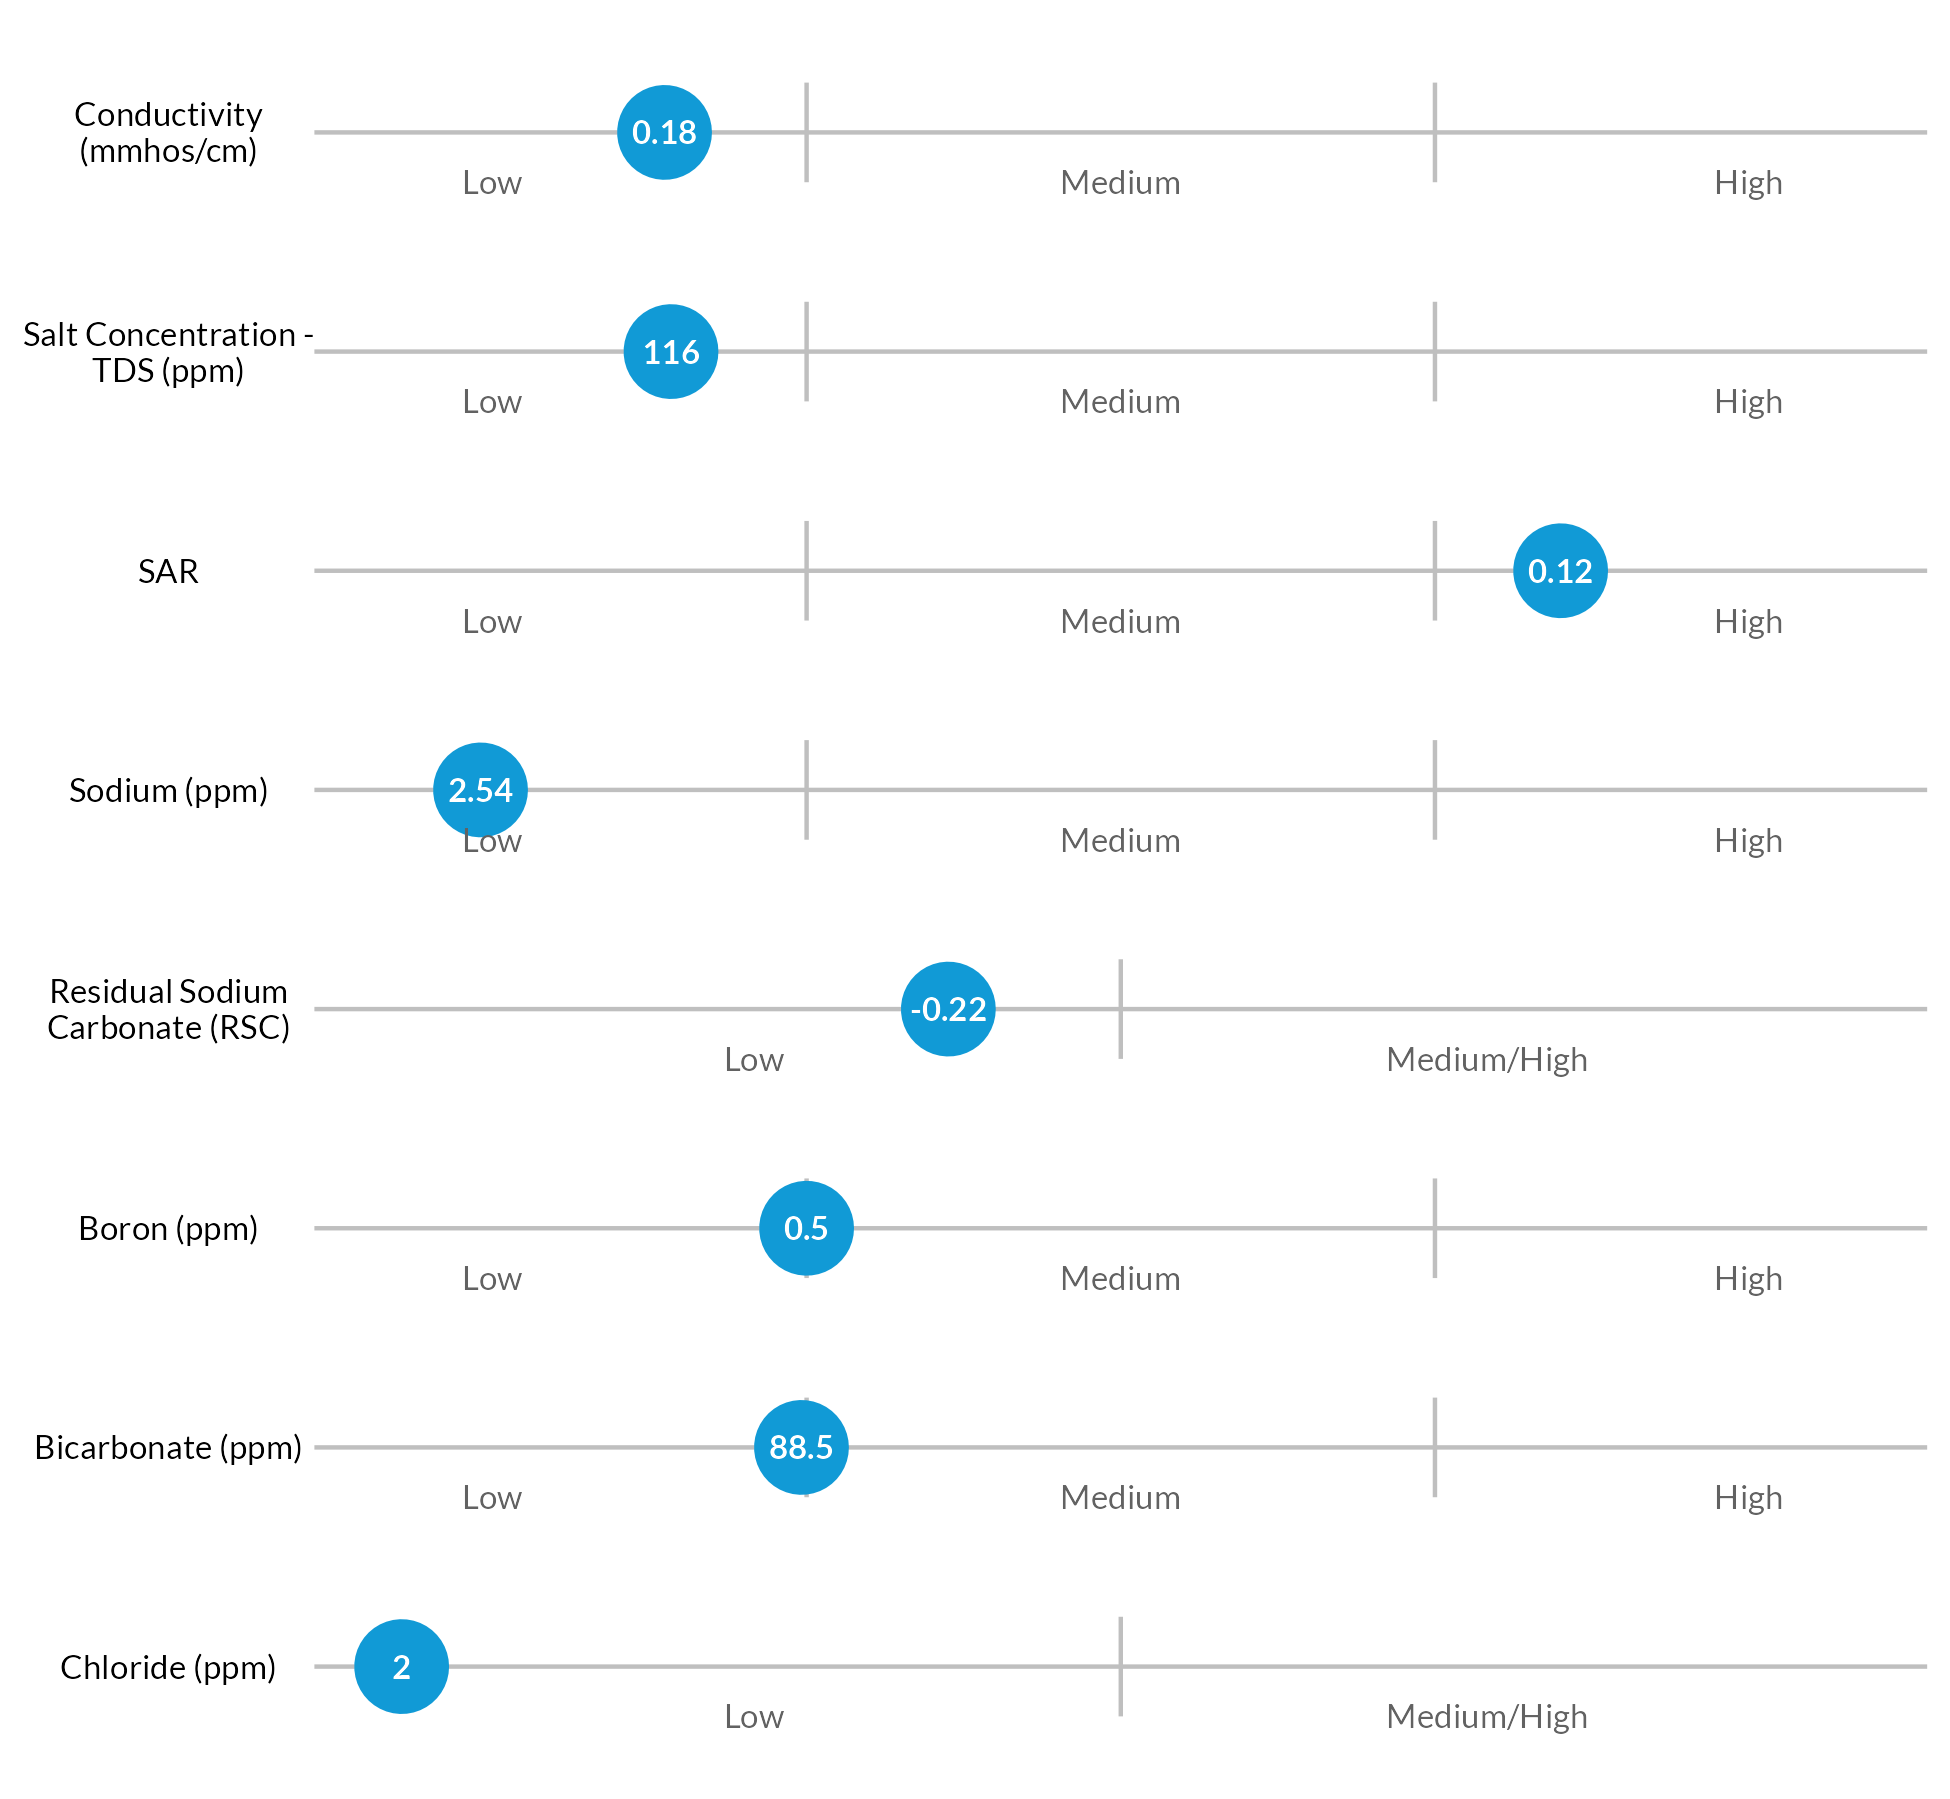 Conductivity
(mmhos/cm)
0.18
Low Medium High
Salt Concentration -
TDS (ppm)
116
Low Medium High
SAR
0.12
Low Medium High
Sodium (ppm)
2.54
Low Medium High
Residual Sodium
Carbonate (RSC)
-0.22
Low Medium/High
Boron (ppm)
0.5
Low Medium High
Bicarbonate (ppm)
88.5
Low Medium High
Chloride (ppm)
2
Low Medium/High